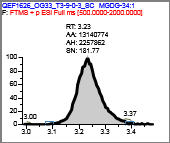 QEF1626_OG33_T3-9-0-3_SC MGOG-34:1
F: FTMS + p ESI Full ms [500.0000-2000.0000]
RT: 3.23
AA: 13140774
AH: 2257862
SN: 181.77
100
80
60
40
20
0
3.00
3.37
3.0 3.1 3.2 3.3 3.4